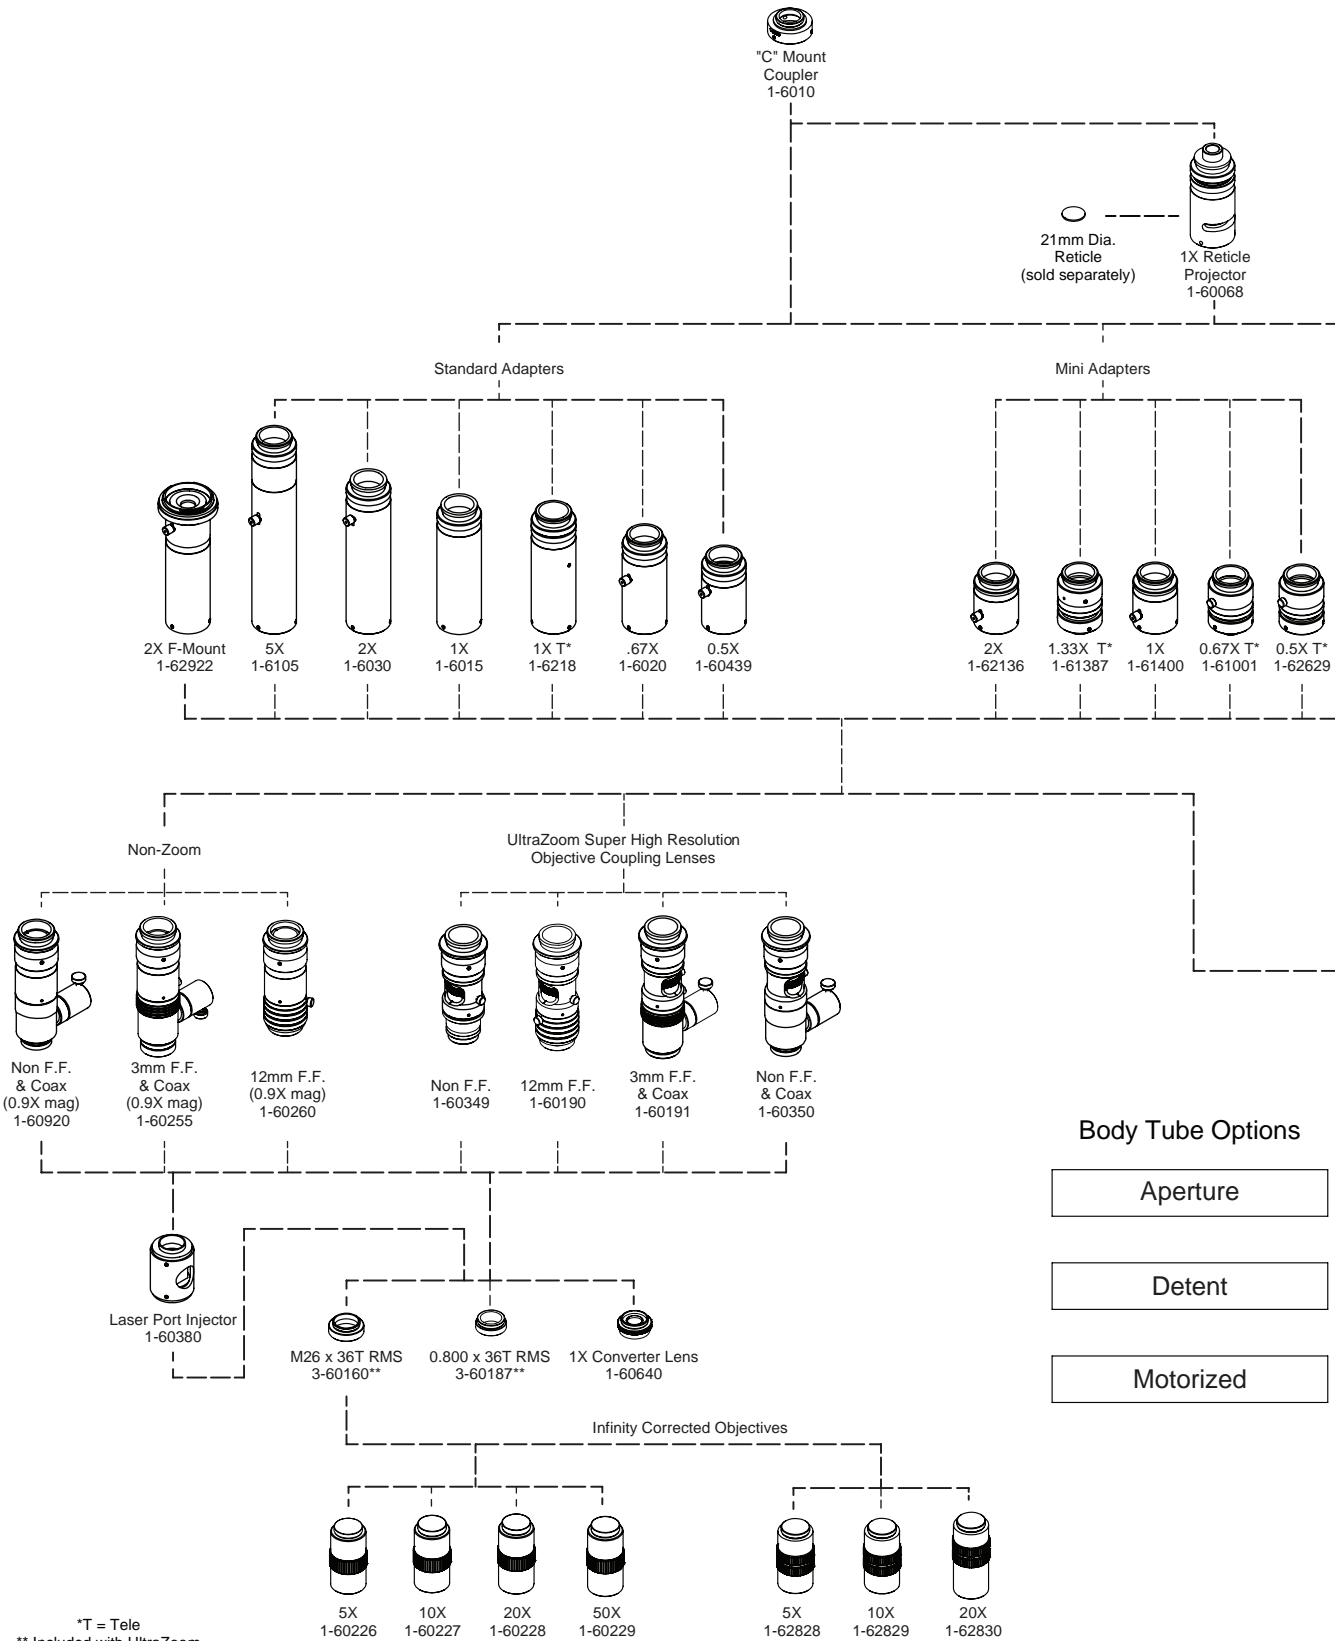 "C" Mount
Coupler
1-6010
21mm Dia.
Reticle
(sold separately)
1X Reticle
Projector
1-60068
Standard Adapters
Mini Adapters
2X F-Mount
1-62922
5X
1-6105
2X
1-6030
1X
1-6015
1X T*
1-6218
.67X
1-6020
0.5X
1-60439
2X
1-62136
1.33X T*
1-61387
1X
1-61400
0.67X T*
1-61001
0.5X T*
1-62629
Non-Zoom
UltraZoom Super High Resolution
Objective Coupling Lenses
Non F.F.
& Coax
(0.9X mag)
1-60920
3mm F.F.
& Coax
(0.9X mag)
1-60255
12mm F.F.
(0.9X mag)
1-60260
Non F.F.
1-60349
12mm F.F.
1-60190
3mm F.F.
& Coax
1-60191
Non F.F.
& Coax
1-60350
Body Tube Options
Aperture
Detent
Motorized
Laser Port Injector
1-60380
M26 x 36T RMS
3-60160**
0.800 x 36T RMS
3-60187**
1X Converter Lens
1-60640
Infinity Corrected Objectives
5X
1-60226
10X
1-60227
20X
1-60228
50X
1-60229
5X
1-62828
10X
1-62829
20X
1-62830
*T = Tele
** Included with UltraZoom